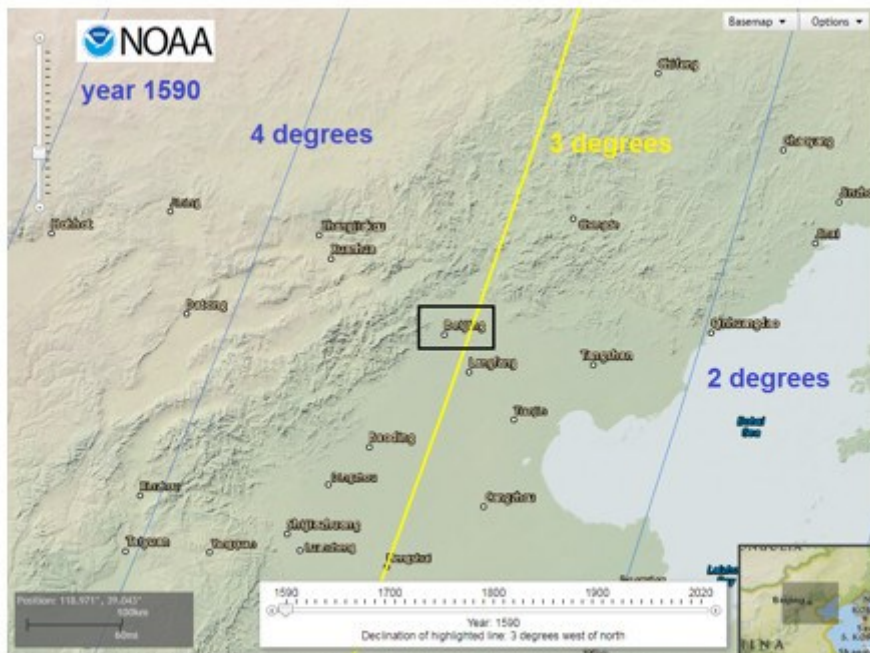 Basemap ▼
Options ▼
NOAA
year 1590
4 degrees
3 degrees
2 degrees
Chifeng
Chaoyang
Jinzho
Hohhot
Jining
Zhangjiakou
Xuanhua
Chengde
Datong
Beijing
Qinhuangdao
Langfang
Tangshan
Tianjin
Bohai
Sea
Baoding
Dingzhou
Cangzhou
Xinzhou
Shijiazhuang
Taiyuan
Yangquan
Luancheng
Hengshui
Position: 118.971°, 39.043°
100km
60mi
1590
1700
1800
1900
2020
Year: 1590
Declination of highlighted line: 3 degrees west of north
Beijing